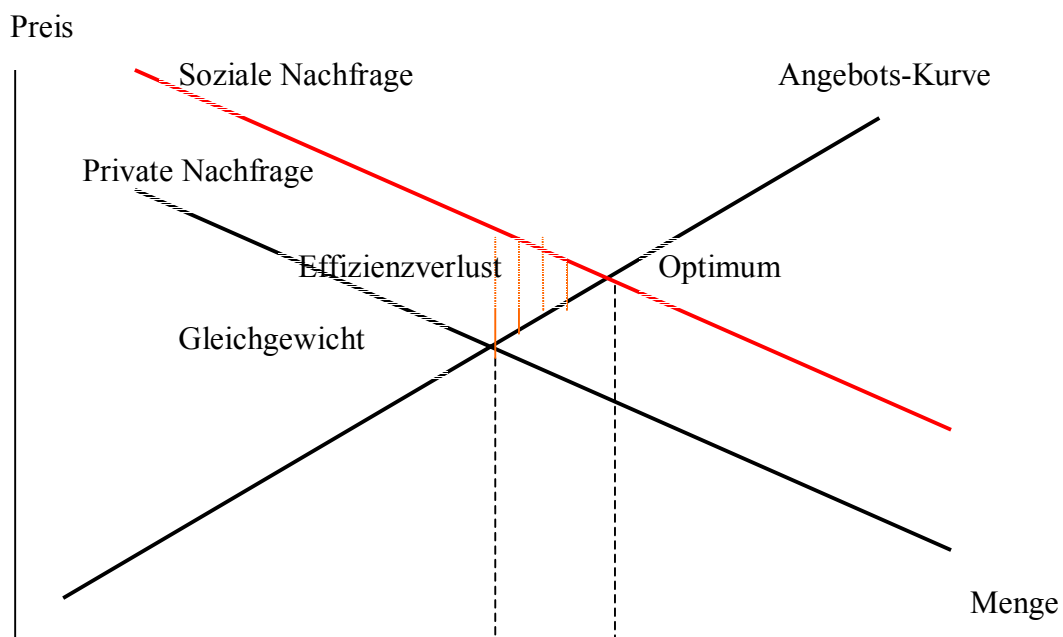 Preis
Soziale Nachfrage
Angebots-Kurve
Private Nachfrage
Effizienzverlust
Optimum
Gleichgewicht
Menge